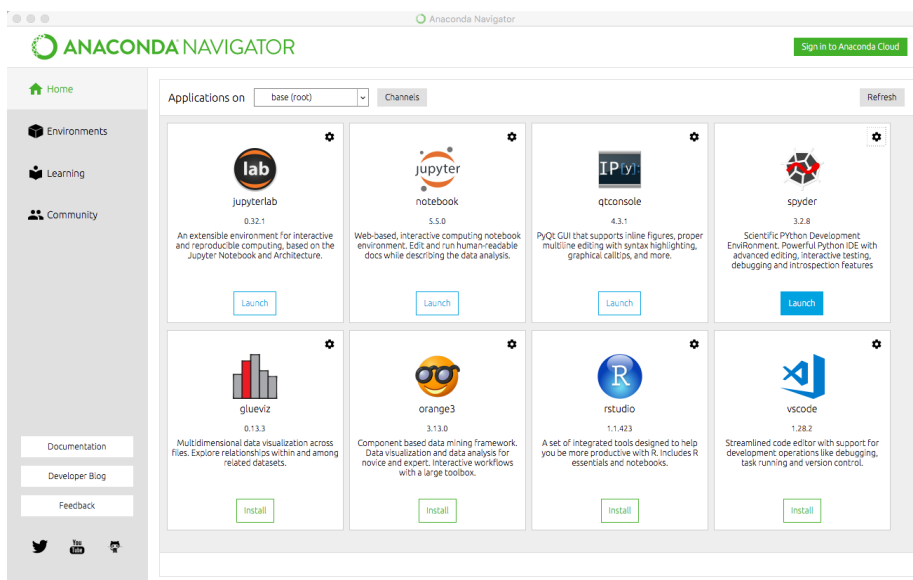 Anaconda Navigator
ANACONDA NAVIGATOR
Sign in to Anaconda Cloud
Home
Environments
Learning
Community
Documentation
Developer Blog
Feedback
You
Tube
Applications on
base (root)
Channels
Refresh
lab
jupyterlab
0.32.1
An extensible environment for interactive
and reproducible computing, based on the
Jupyter Notebook and Architecture.
Launch
jupyter
notebook
5.5.0
Web-based, interactive computing notebook
environment. Edit and run human-readable
docs while describing the data analysis.
Launch
IP[y]:
qtconsole
4.3.1
PyQt GUI that supports inline figures, proper
multiline editing with syntax highlighting,
graphical calltips, and more.
Launch
spyder
3.2.8
Scientific PYthon Development
EnviRonment. Powerful Python IDE with
advanced editing, interactive testing,
debugging and introspection features
Launch
glueviz
0.13.3
Multidimensional data visualization across
files. Explore relationships within and among
related datasets.
Install
orange3
3.13.0
Component based data mining framework.
Data visualization and data analysis for
novice and expert. Interactive workflows
with a large toolbox.
Install
R
rstudio
1.1.423
A set of integrated tools designed to help
you be more productive with R. Includes R
essentials and notebooks.
Install
vscode
1.28.2
Streamlined code editor with support for
development operations like debugging,
task running and version control.
Install